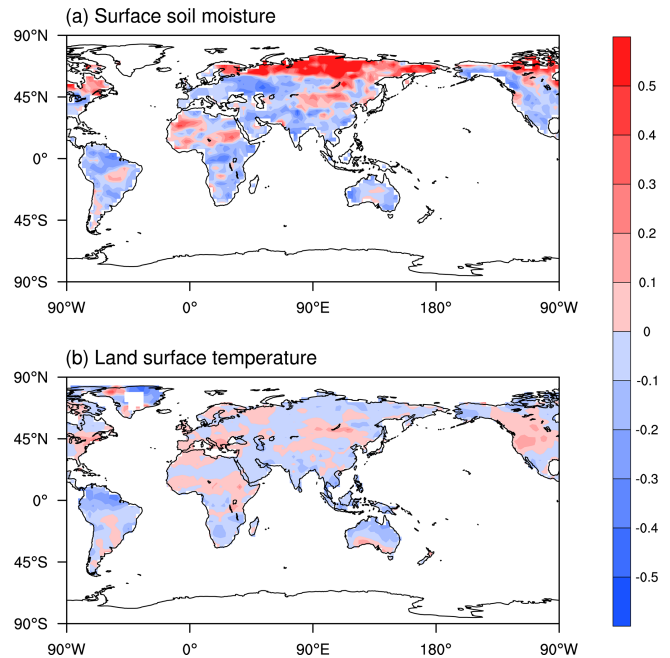 (a) Surface soil moisture
90°N
45°N
0°
45°S
90°S
90°W 0° 90°E 180° 90°W
(b) Land surface temperature
90°N
45°N
0°
45°S
90°S
90°W 0° 90°E 180° 90°W
0.5
0.4
0.3
0.2
0.1
0
-0.1
-0.2
-0.3
-0.4
-0.5